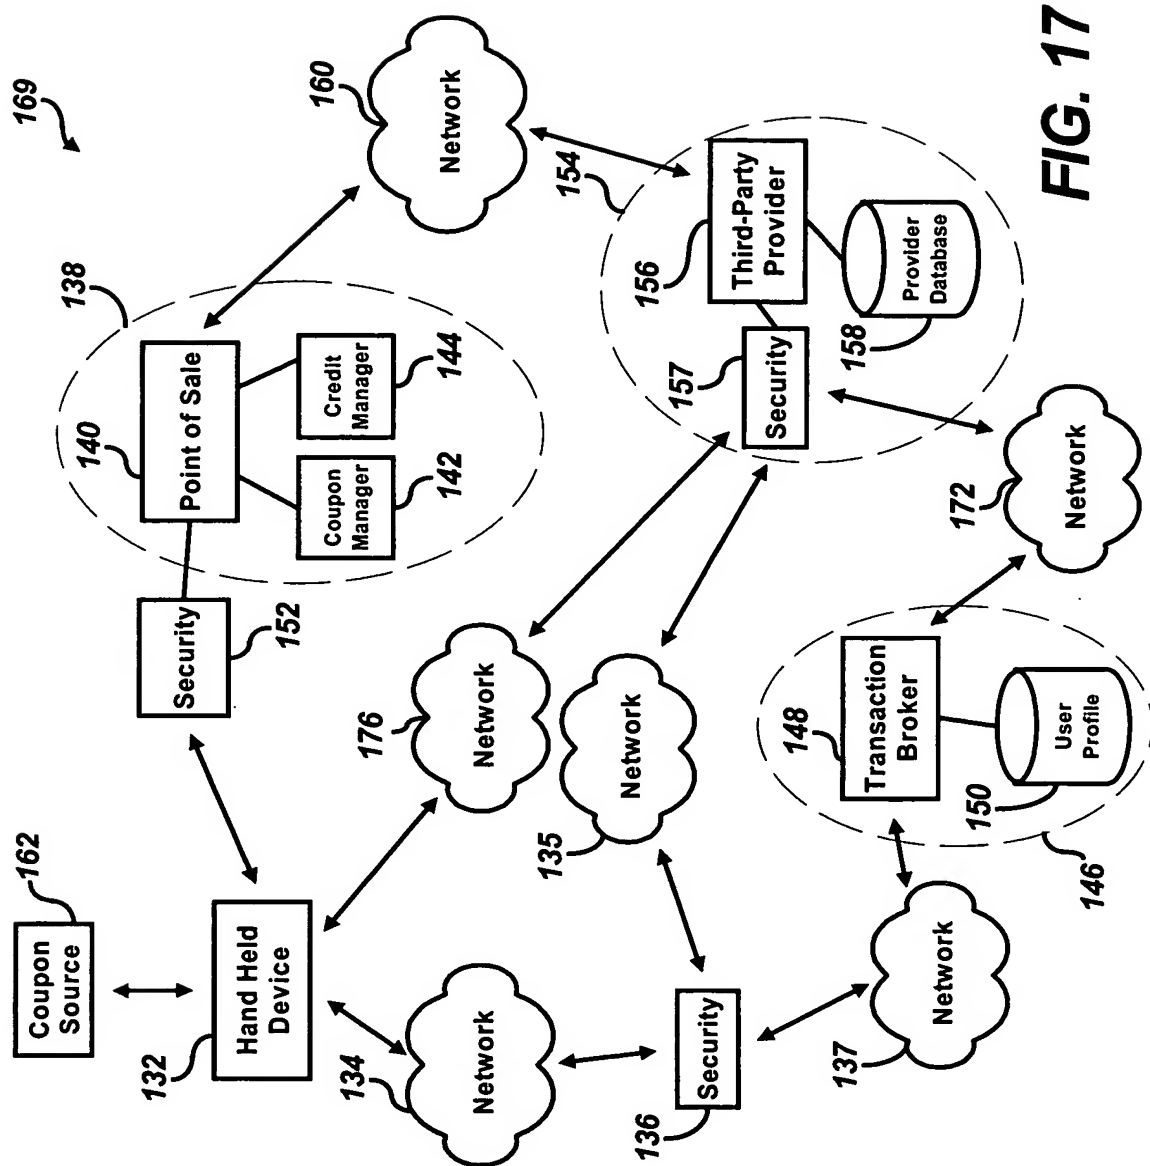 169
162
Coupon
Source
Hand Held
Device
132
Security
152
138
140
Point of Sale
Coupon
Manager
142
Credit
Manager
144
160
Network
134
Network
176
Network
135
Network
154
156
Third-Party
Provider
157
Security
158
Provider
Database
136
Security
137
Network
146
148
Transaction
Broker
150
User
Profile
172
Network
FIG. 17